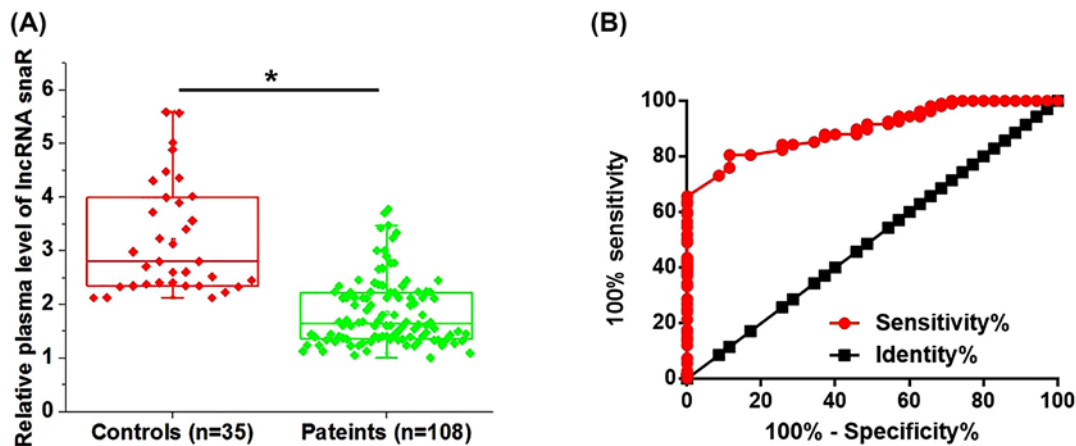 (A)
Relative plasma level of lncRNA snaR
6
5
4
3
2
1
0
*
Controls (n=35)
Pateints (n=108)
(B)
100% sensitivity
100
80
60
40
20
0
Sensitivity%
Identity%
0 20 40 60 80 100
100% - Specificity%